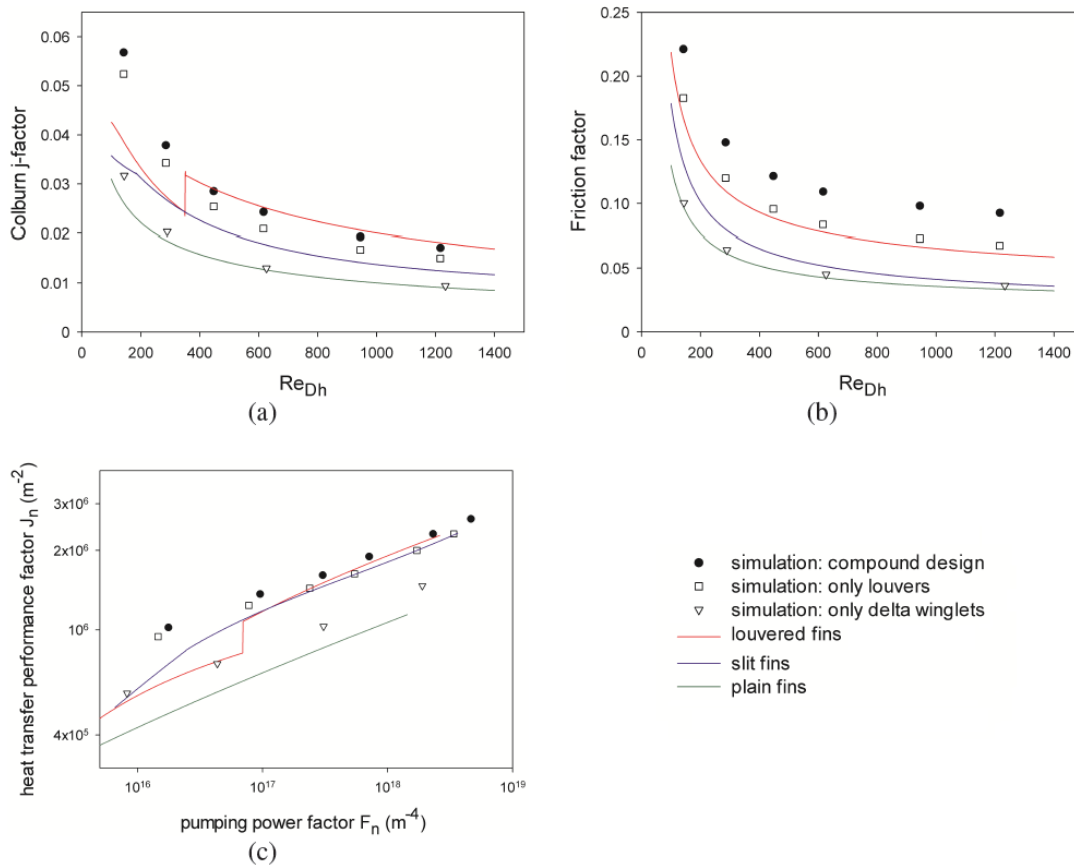 Colburn j-factor
0.06
0.05
0.04
0.03
0.02
0.01
0
0 200 400 600 800 1000 1200 1400
Re_Dh
(a)
Friction factor
0.25
0.20
0.15
0.10
0.05
0
0 200 400 600 800 1000 1200 1400
Re_Dh
(b)
heat transfer performance factor J_n (m^-2)
3x10^6
2x10^6
10^6
4x10^5
10^16 10^17 10^18 10^19
pumping power factor F_n (m^-4)
(c)
simulation: compound design
simulation: only louvers
simulation: only delta winglets
louvered fins
slit fins
plain fins